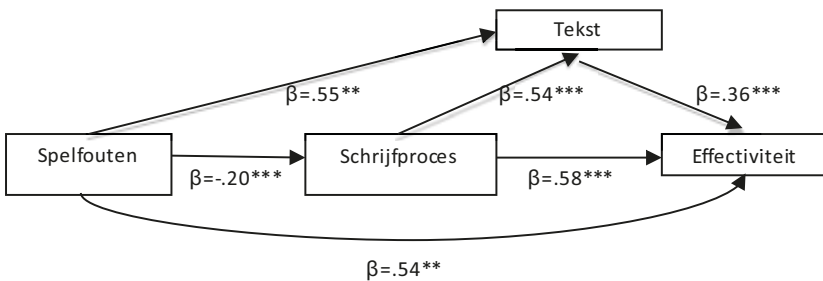 Tekst
β=.55**
β=.54***
β=.36***
Spelfouten
Schrijfproces
Effectiviteit
β=-.20***
β=.58***
β=.54**